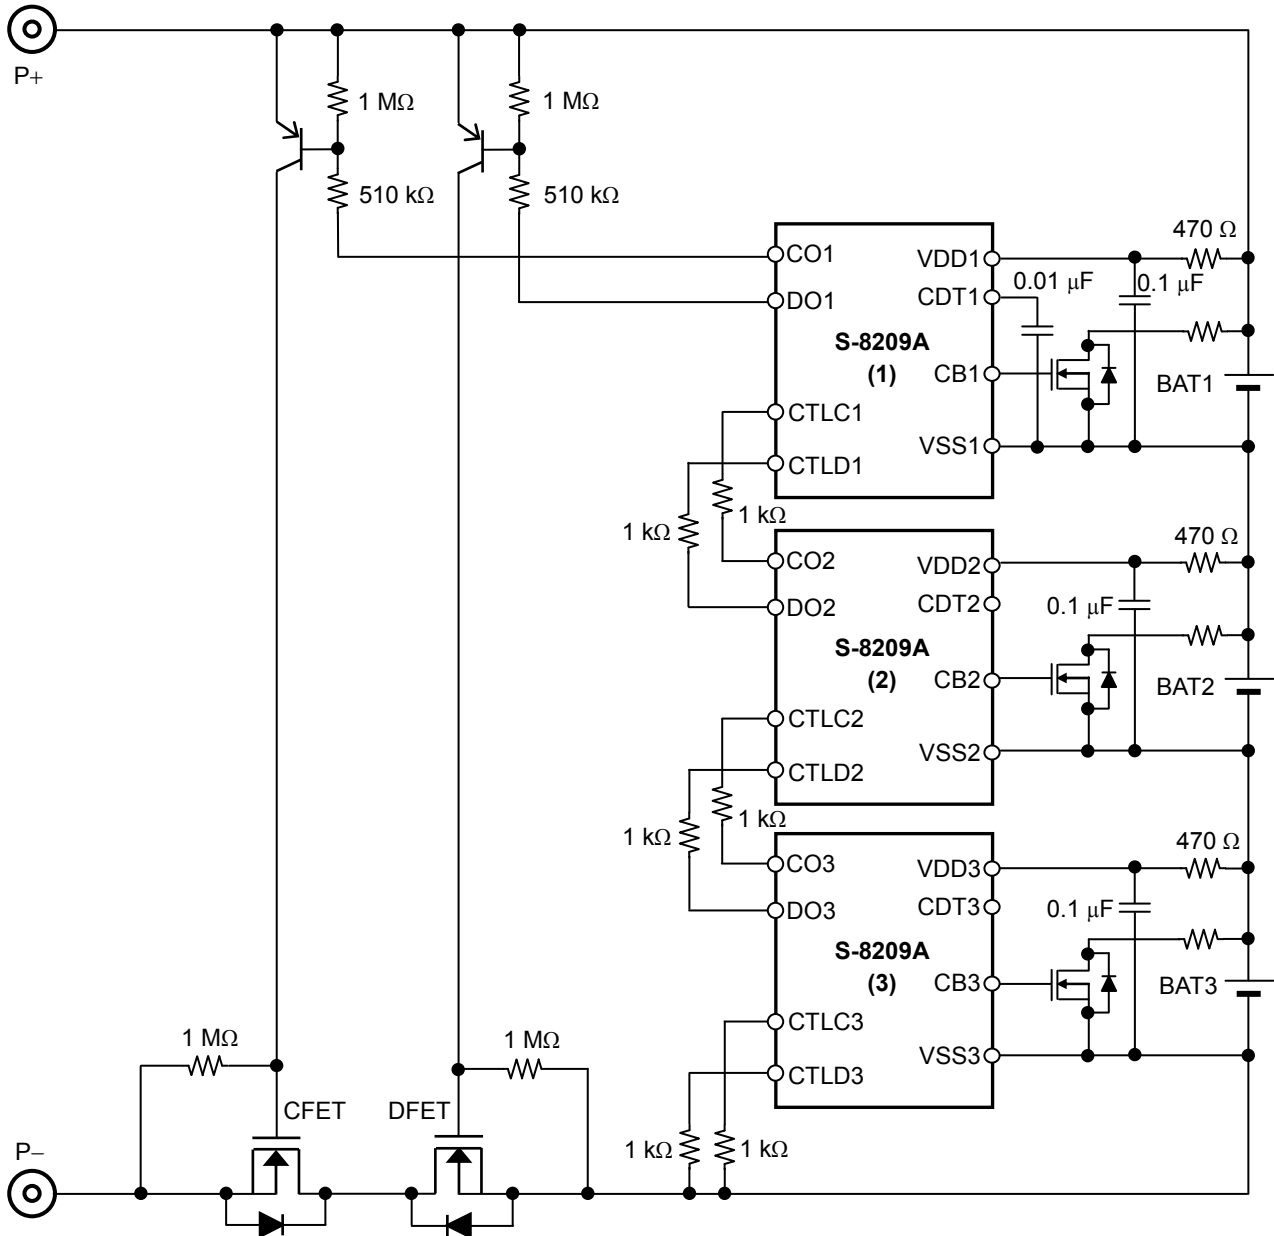 P+
1 MΩ
1 MΩ
510 kΩ
510 kΩ
470 Ω
CO1
VDD1
0.01 μF
0.1 μF
CDT1
DO1
S-8209A
(1)
CB1
BAT1
CTLC1
VSS1
CTLD1
1 kΩ
1 kΩ
470 Ω
CO2
VDD2
CDT2
0.1 μF
DO2
S-8209A
(2)
CB2
BAT2
CTLC2
VSS2
CTLD2
1 kΩ
1 kΩ
470 Ω
CO3
VDD3
CDT3
0.1 μF
DO3
S-8209A
(3)
CB3
BAT3
CTLC3
VSS3
CTLD3
1 MΩ
1 MΩ
CFET
DFET
1 kΩ
1 kΩ
P−